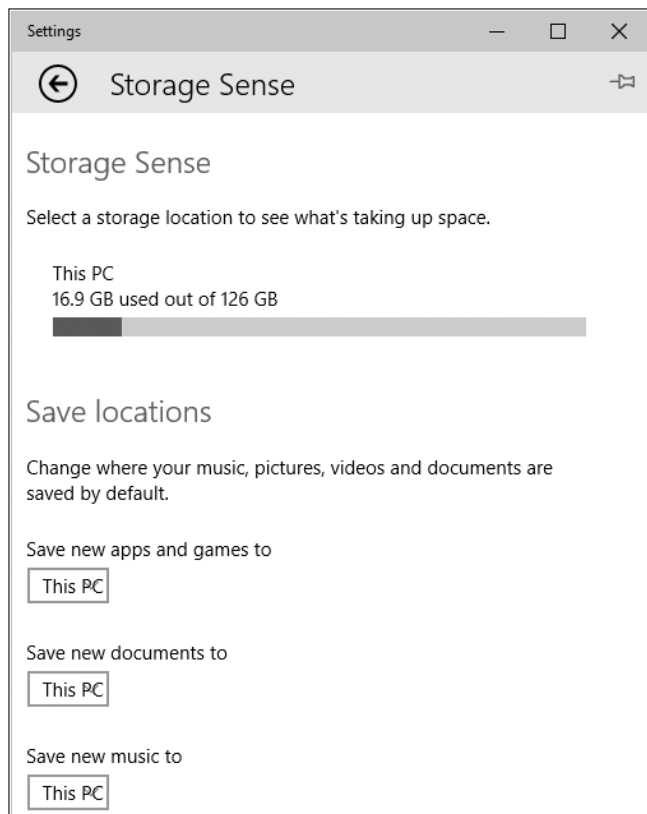 Settings
Storage Sense
Storage Sense
Select a storage location to see what's taking up space.
This PC
16.9 GB used out of 126 GB
Save locations
Change where your music, pictures, videos and documents are
saved by default.
Save new apps and games to
This PC
Save new documents to
This PC
Save new music to
This PC